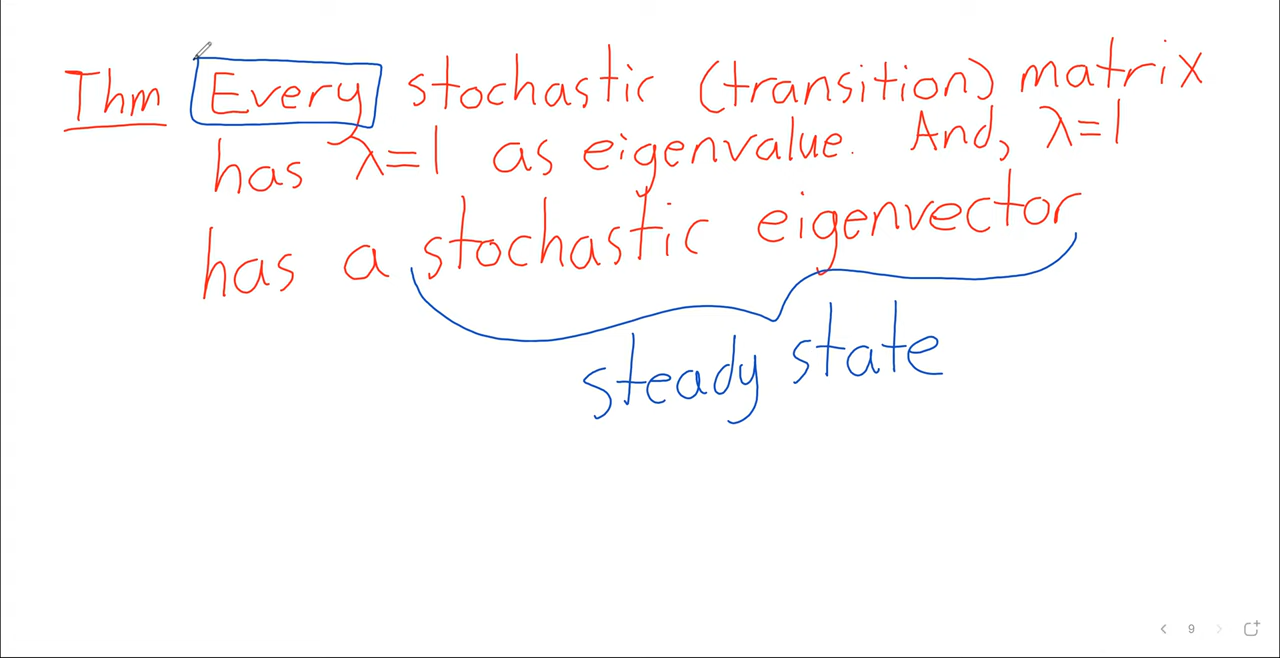 Thm Every stochastic (transition) matrix
has λ=1 as eigenvalue. And, λ=1
has a stochastic eigenvector
steady state
9